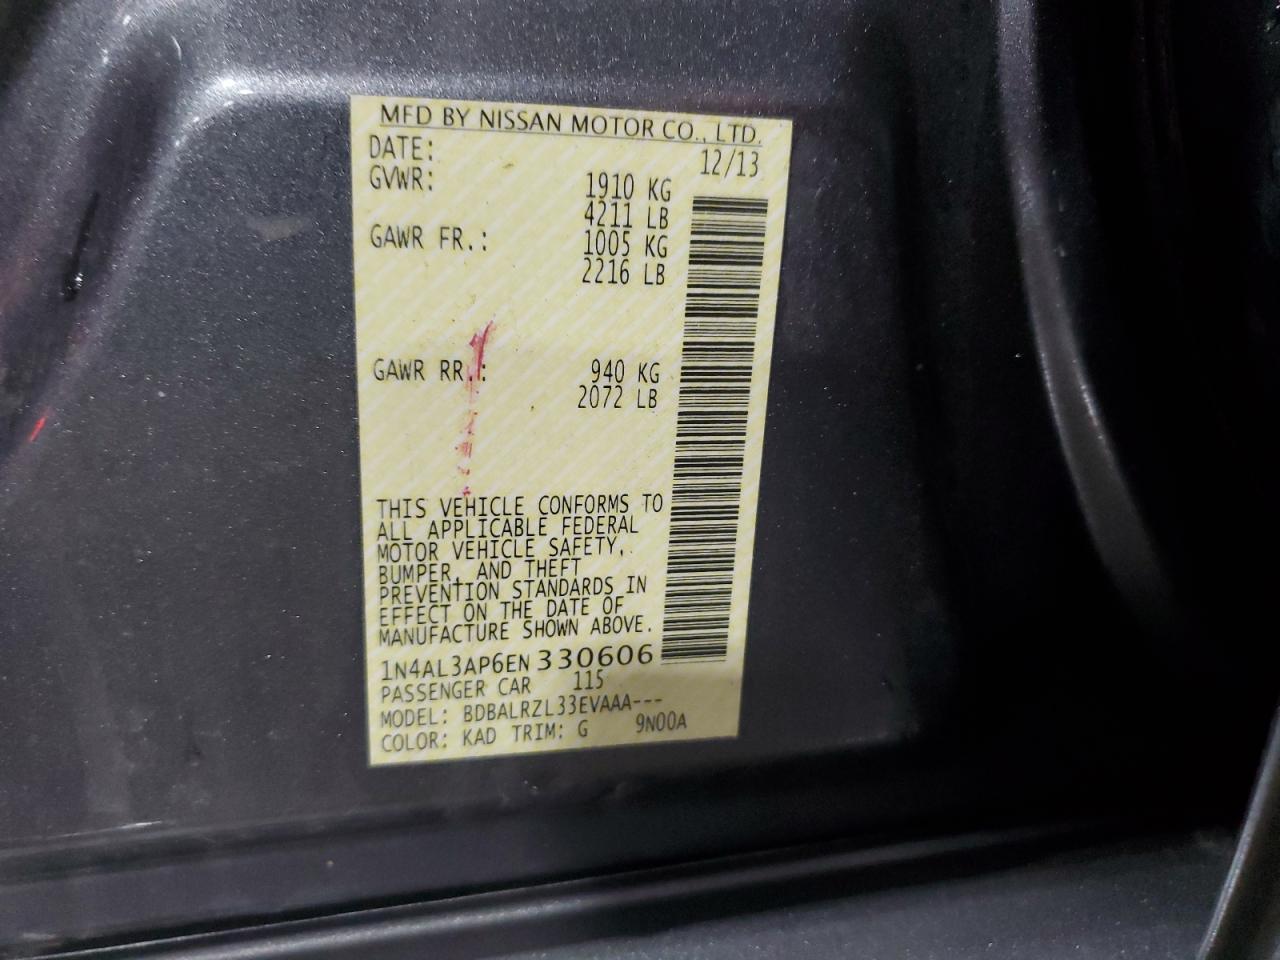 MFD BY NISSAN MOTOR CO., LTD.
DATE: 12/13
GVWR: 1910 KG
4211 LB
GAWR FR.: 1005 KG
2216 LB
GAWR RR.: 940 KG
2072 LB
THIS VEHICLE CONFORMS TO
ALL APPLICABLE FEDERAL
MOTOR VEHICLE SAFETY,
BUMPER, AND THEFT
PREVENTION STANDARDS IN
EFFECT ON THE DATE OF
MANUFACTURE SHOWN ABOVE.
1N4AL3AP6EN330606
PASSENGER CAR 115
MODEL: BDBALRZL33EVAAA---
COLOR: KAD TRIM: G 9N00A